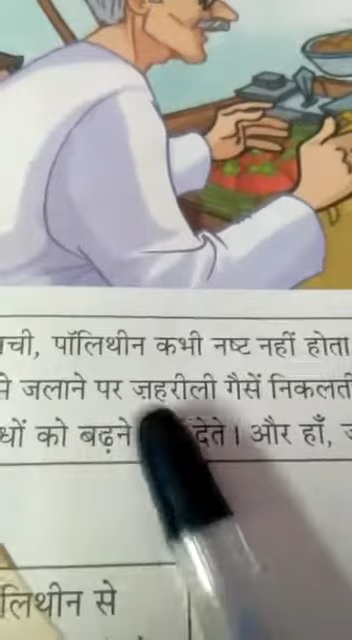 पॉलिथीन कभी नष्ट नहीं होता
जलाने पर ज़हरीली गैसें निकलती
को बढ़ने देते। और हाँ,
से